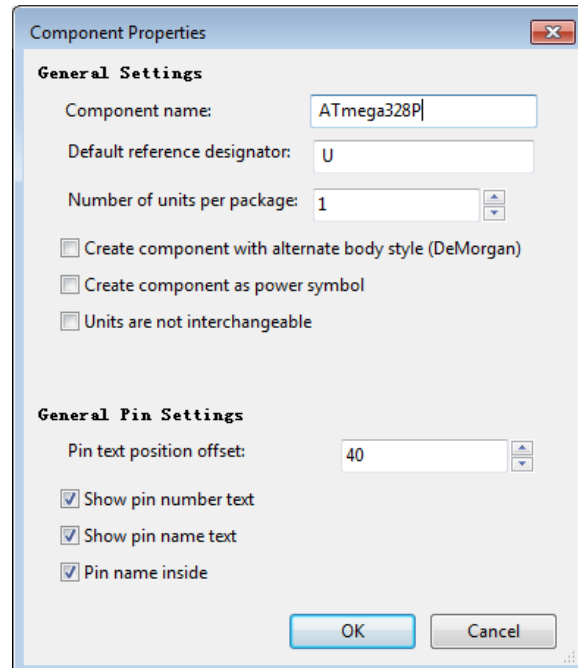 Component Properties
General Settings
Component name: ATmega328P
Default reference designator: U
Number of units per package: 1
Create component with alternate body style (DeMorgan)
Create component as power symbol
Units are not interchangeable
General Pin Settings
Pin text position offset: 40
Show pin number text
Show pin name text
Pin name inside
OK Cancel